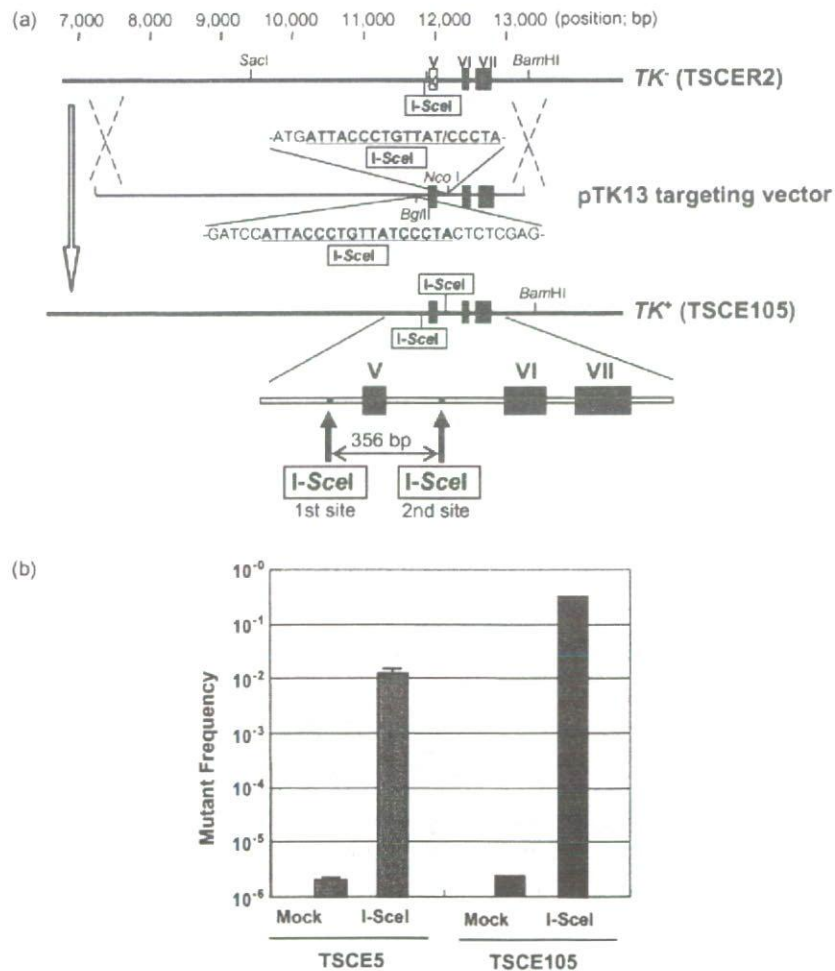 (a) 7,000 8,000 9,000 10,000 11,000 12,000 13,000 (position; bp)
SacI V VI VII BamHI
TK- (TSCER2)
I-SceI
-ATGATTACCCTGTTAT/CCCTA-
I-SceI
Nco I
pTK13 targeting vector
BglII
-GATCCATTACCCTGTTATCCCTACTCTCGAG-
I-SceI
I-SceI
BamHI
TK+ (TSCE105)
I-SceI
V VI VII
356 bp
I-SceI I-SceI
1st site 2nd site
(b)
10-0
10-1
10-2
10-3
10-4
10-5
10-6
Mutant Frequency
Mock I-SceI Mock I-SceI
TSCE5 TSCE105